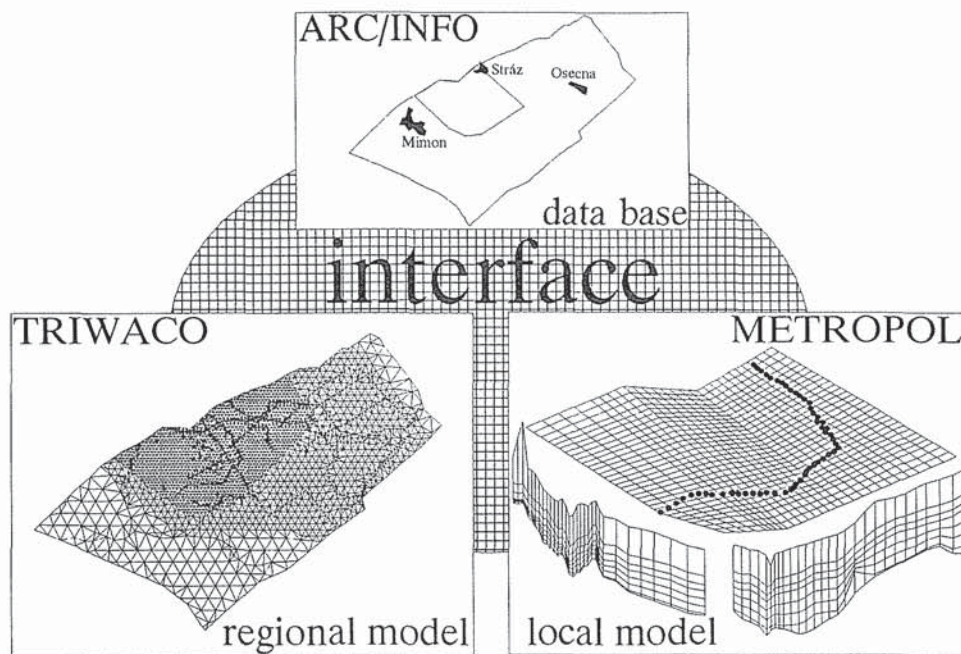 ARC/INFO
Stráz
Osecna
Mimon
data base
interface
TRIWACO
METROPOL
regional model
local model